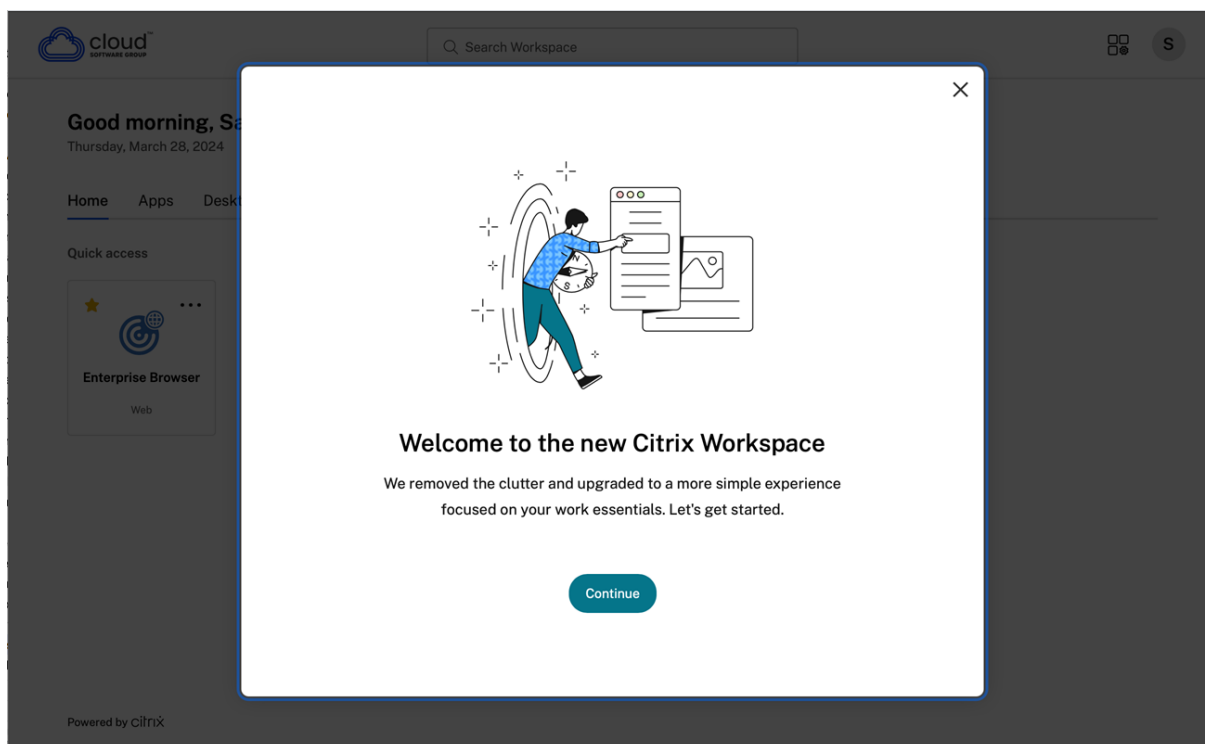 cloud™
SOFTWARE GROUP
Search Workspace
S
Good morning, Sa
Thursday, March 28, 2024
Home Apps Deskt
Quick access
Enterprise Browser
Web
N
S
Welcome to the new Citrix Workspace
We removed the clutter and upgraded to a more simple experience
focused on your work essentials. Let's get started.
Continue
Powered by citrix